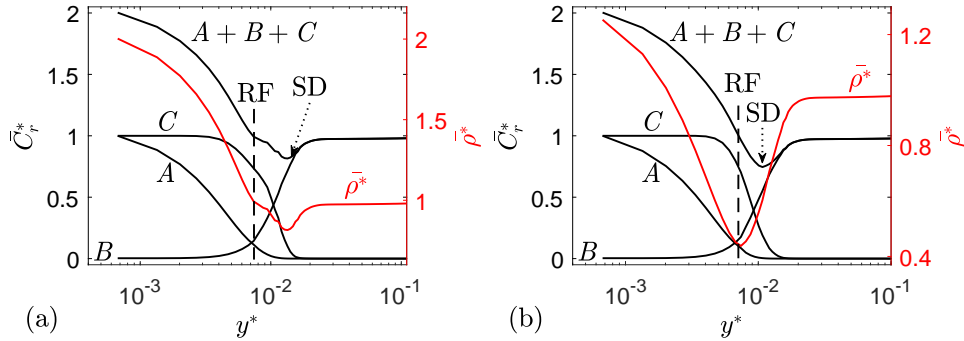 2
1.5
1
0.5
0
C̄*ᵣ
A + B + C
RF
SD
C
A
B
ρ̄*
2
1.5
1
ρ̄*
10⁻³
10⁻²
10⁻¹
y*
(a)
2
1.5
1
0.5
0
C̄*ᵣ
A + B + C
RF
SD
C
A
B
ρ̄*
1.2
0.8
0.4
ρ̄*
10⁻³
10⁻²
10⁻¹
y*
(b)